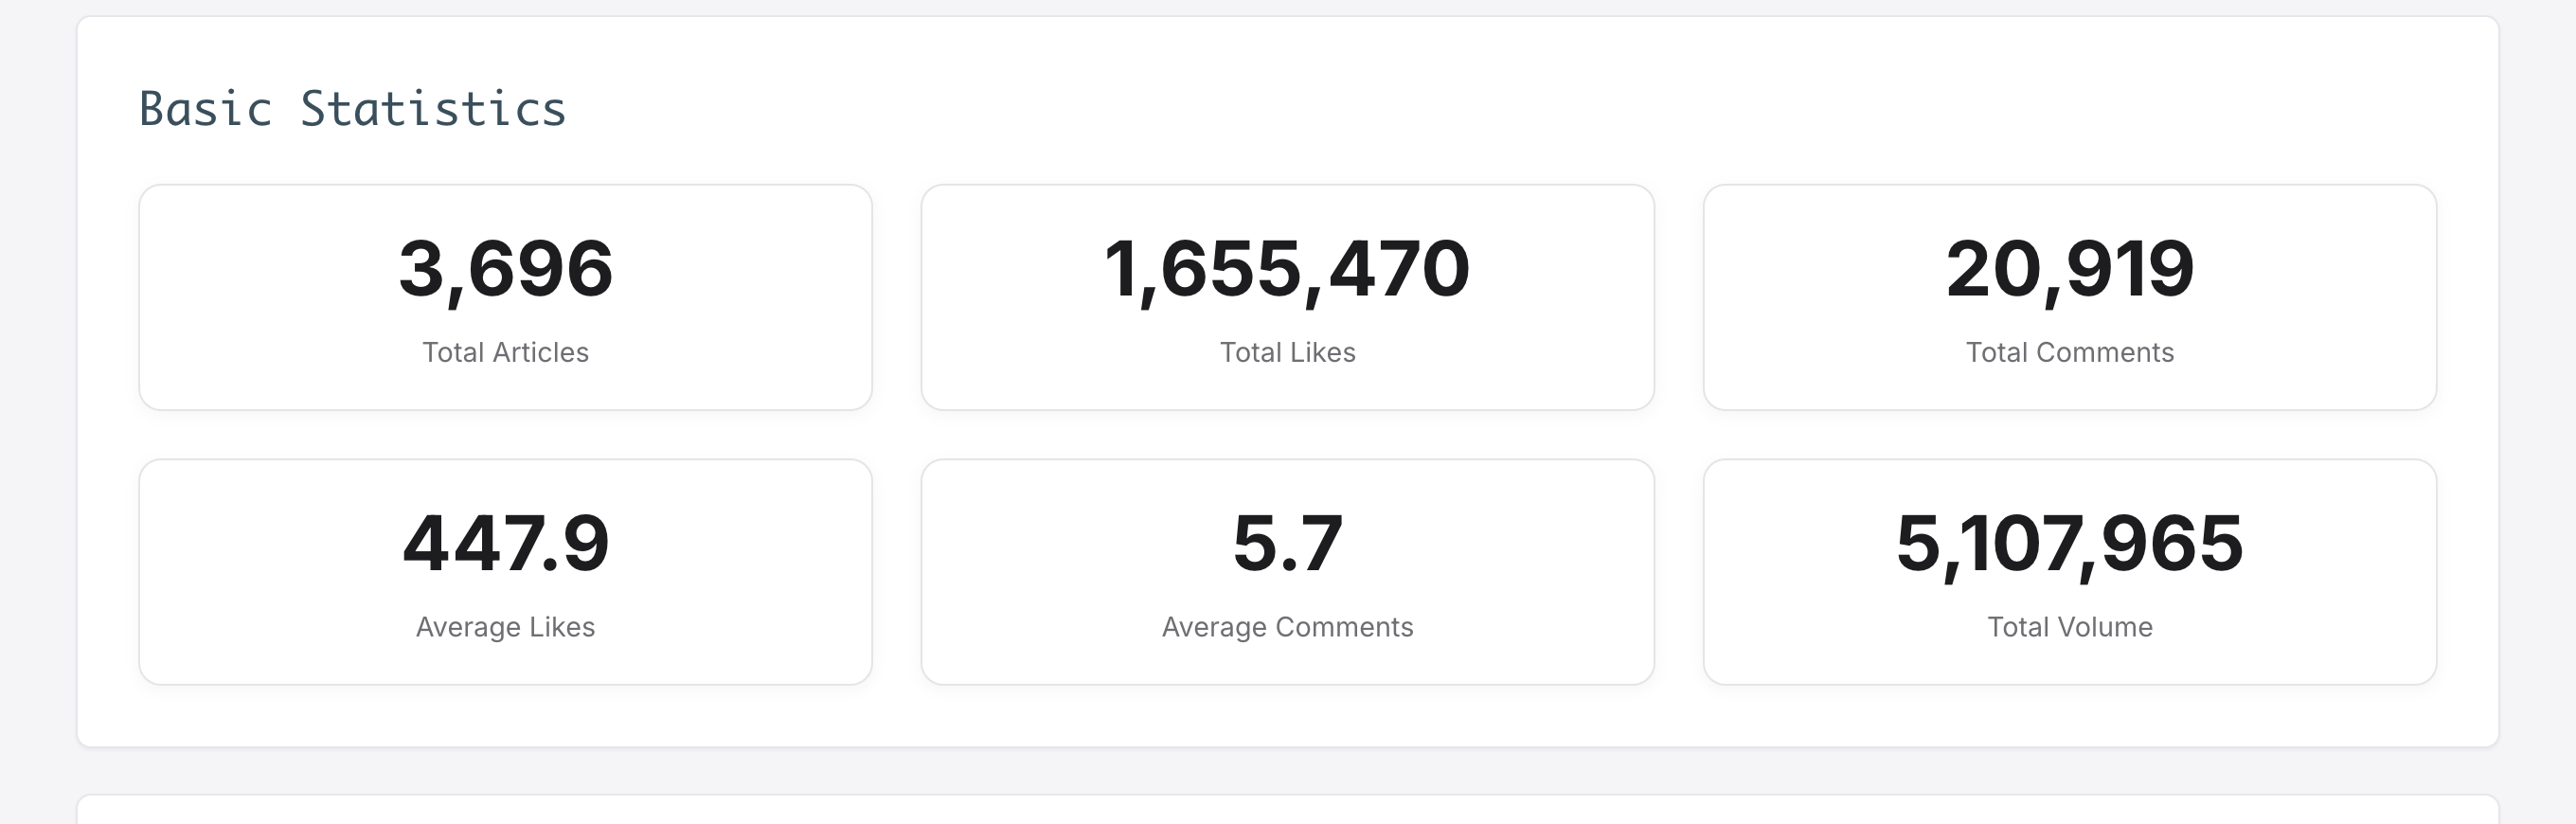 Basic Statistics
3,696
Total Articles
1,655,470
Total Likes
20,919
Total Comments
447.9
Average Likes
5.7
Average Comments
5,107,965
Total Volume